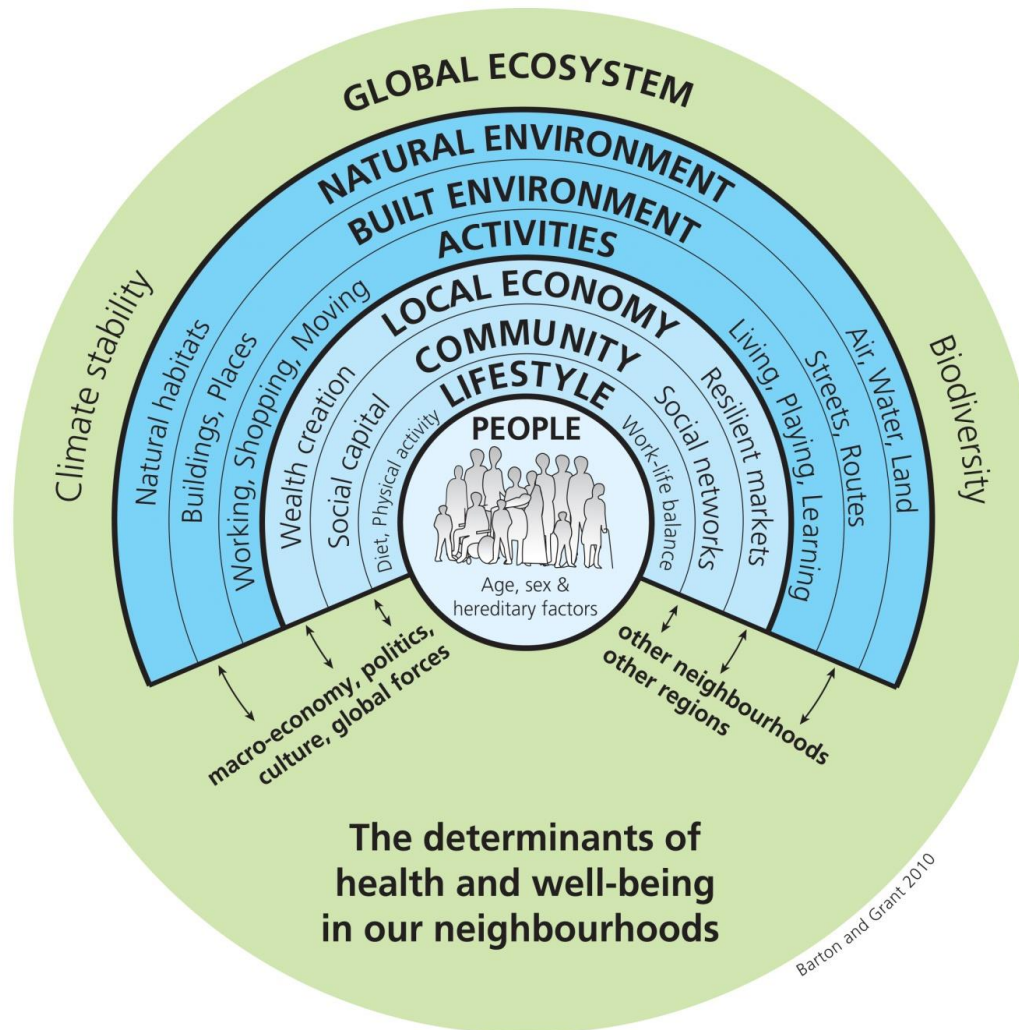 GLOBAL ECOSYSTEM
NATURAL ENVIRONMENT
BUILT ENVIRONMENT
ACTIVITIES
LOCAL ECONOMY
COMMUNITY
LIFESTYLE
PEOPLE
Age, sex &
hereditary factors
Climate stability
Natural habitats
Buildings, Places
Working, Shopping, Moving
Wealth creation
Social capital
Diet, Physical activity
Work-life balance
Social networks
Resilient markets
Living, Playing, Learning
Streets, Routes
Air, Water, Land
Biodiversity
macro-economy, politics,
culture, global forces
other neighbourhoods
other regions
The determinants of
health and well-being
in our neighbourhoods
Barton and Grant 2010